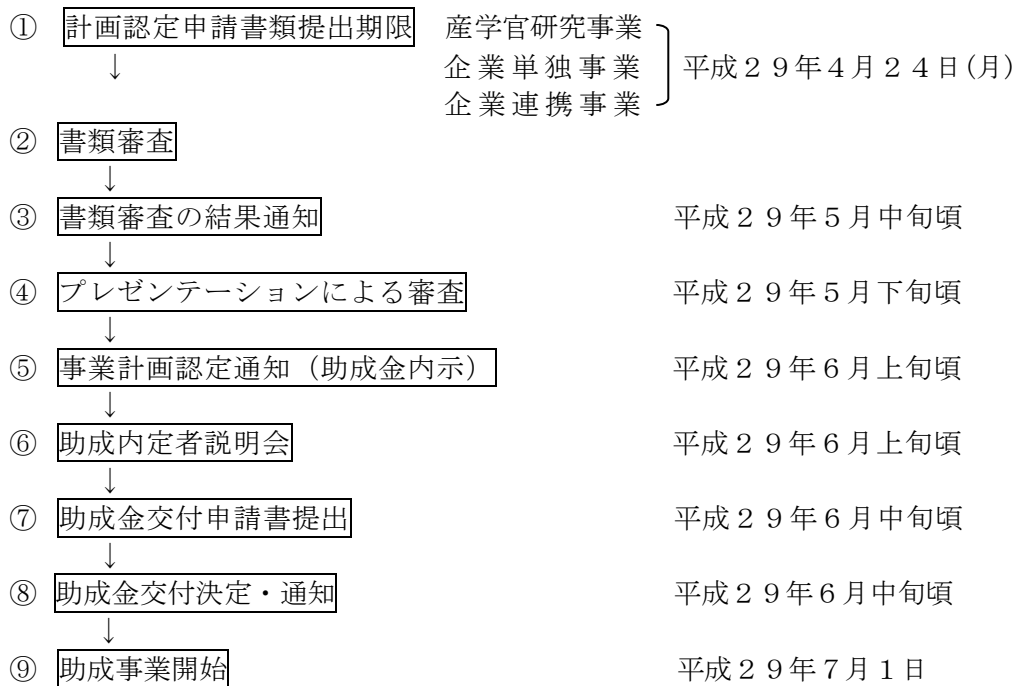 ① 計画認定申請書類提出期限 産学官研究事業
↓ 企業単独事業 平成２９年４月２４日(月)
企業連携事業
② 書類審査
↓
③ 書類審査の結果通知 平成２９年５月中旬頃
↓
④ プレゼンテーションによる審査 平成２９年５月下旬頃
↓
⑤ 事業計画認定通知（助成金内示） 平成２９年６月上旬頃
↓
⑥ 助成内定者説明会 平成２９年６月上旬頃
↓
⑦ 助成金交付申請書提出 平成２９年６月中旬頃
↓
⑧ 助成金交付決定・通知 平成２９年６月中旬頃
↓
⑨ 助成事業開始 平成２９年７月１日